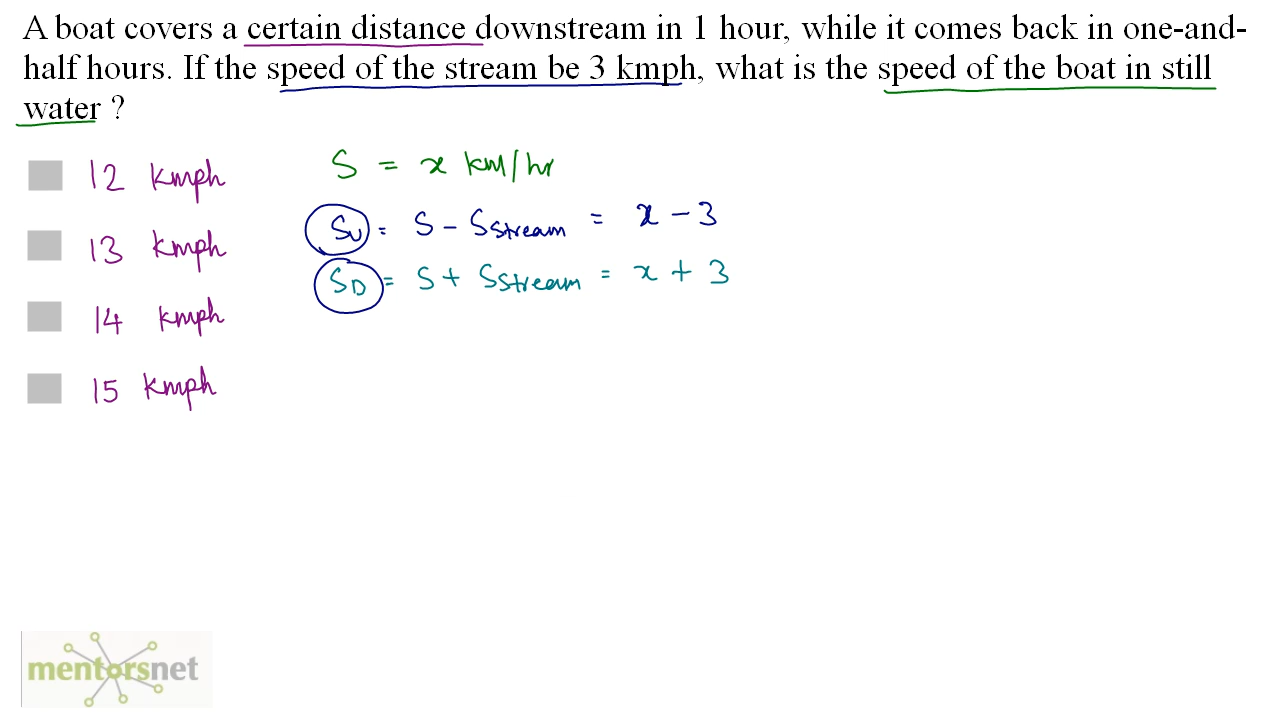 A boat covers a certain distance downstream in 1 hour, while it comes back in one-and-
half hours. If the speed of the stream be 3 kmph, what is the speed of the boat in still
water ?
12 kmph
13 kmph
14 kmph
15 kmph
S = x km/hr
SU = S - Sstream = x - 3
SD = S + Sstream = x + 3
mentorsnet